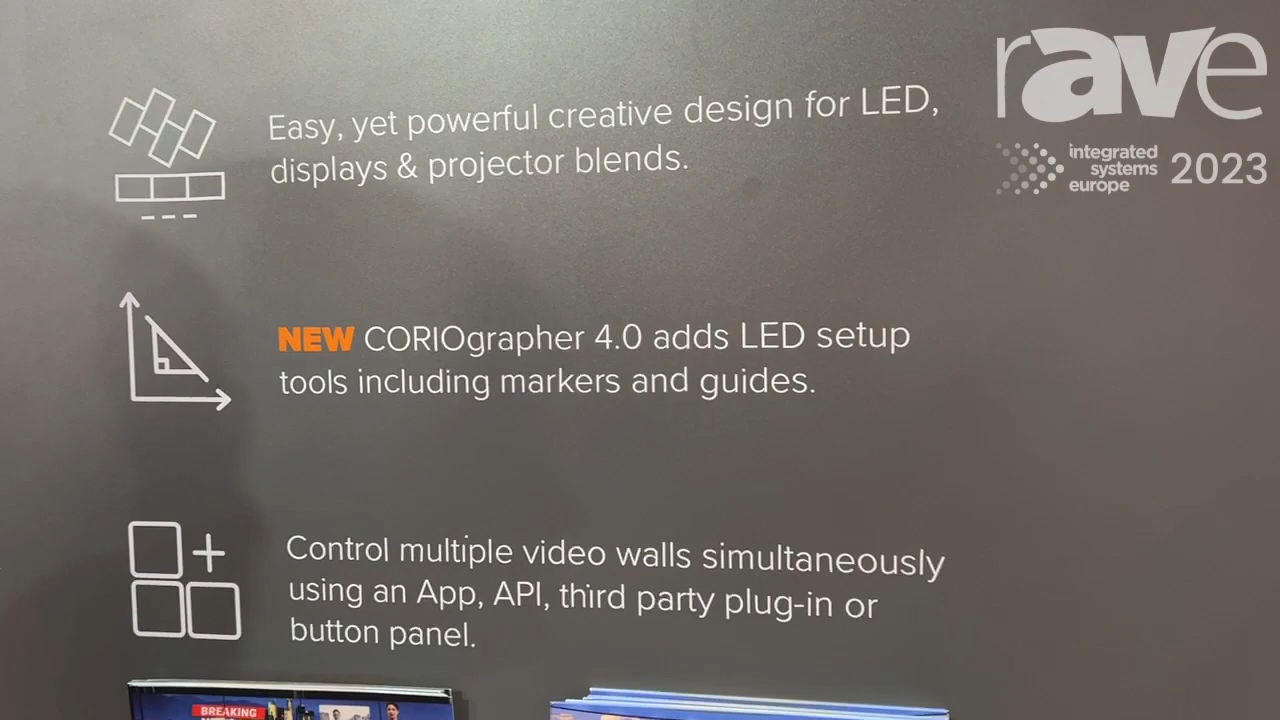 rave
integrated
systems
europe
2023
Easy, yet powerful creative design for LED,
displays & projector blends.
NEW CORIOgrapher 4.0 adds LED setup
tools including markers and guides.
Control multiple video walls simultaneously
using an App, API, third party plug-in or
button panel.
BREAKING